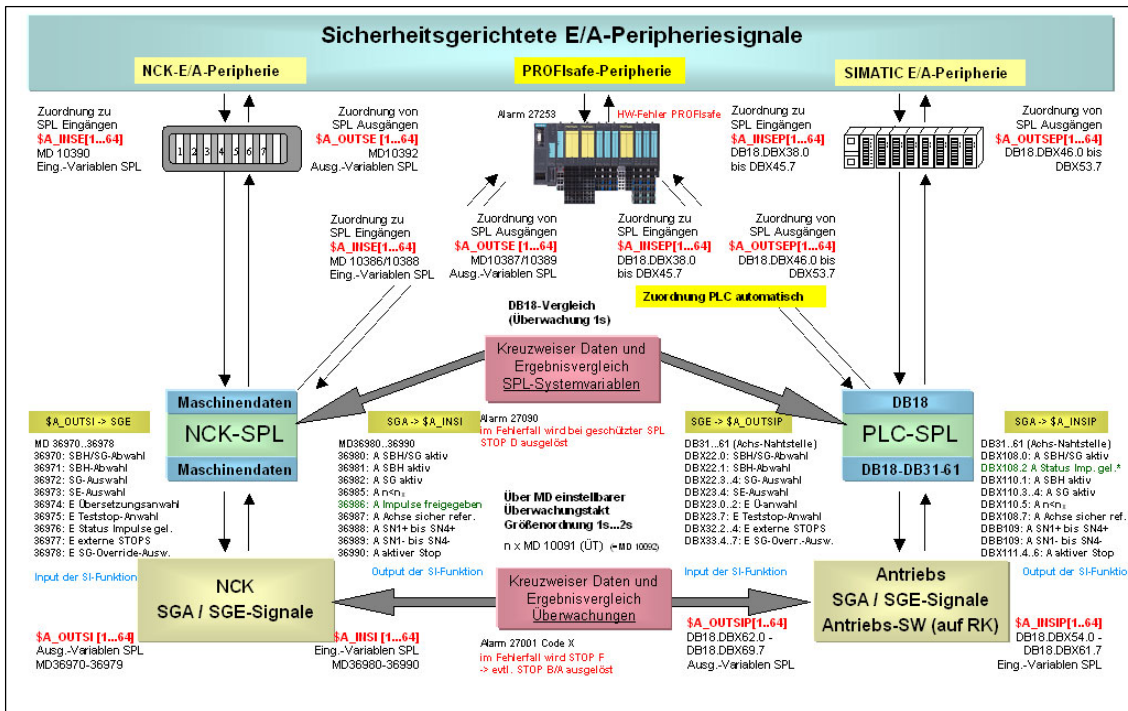 Sicherheitsgerichtete E/A-Peripheriesignale
NCK-E/A-Peripherie
PROFIsafe-Peripherie
SIMATIC E/A-Peripherie
Zuordnung zu
SPL Eingängen
$A_INSE[1...64]
MD 10390
Eing.-Variablen SPL
1 2 3 4 5 6 7
Zuordnung von
SPL Ausgängen
$A_OUTSE [1...64]
MD10392
Ausg.-Variablen SPL
Alarm 27253
HW-Fehler PROFIsafe
Zuordnung zu
SPL Eingängen
$A_INSEP[1...64]
DB18.DBX38.0
bis DBX45.7
Zuordnung von
SPL Ausgängen
$A_OUTSEP[1...64]
DB18.DBX46.0 bis
DBX53.7
Zuordnung zu
SPL Eingängen
$A_INSE[1...64]
MD 10386/10388
Eing.-Variablen SPL
Zuordnung von
SPL Ausgängen
$A_OUTSE [1...64]
MD10387/10389
Ausg.-Variablen SPL
Zuordnung zu
SPL Eingängen
$A_INSEP[1...64]
DB18.DBX38.0
bis DBX45.7
Zuordnung von
SPL Ausgängen
$A_OUTSEP[1...64]
DB18.DBX46.0 bis
DBX53.7
Zuordnung PLC automatisch
DB18-Vergleich
(Überwachung 1s)
Kreuzweiser Daten und
Ergebnisvergleich
SPL-Systemvariablen
Alarm 27090
im Fehlerfall wird bei geschützter SPL
STOP D ausgelöst
Maschinendaten
NCK-SPL
Maschinendaten
DB18
PLC-SPL
DB18-DB31-61
$A_OUTSI -> SGE
MD 36970..36978
36970: SBH/SG-Abwahl
36971: SBH-Abwahl
36972: SG-Auswahl
36973: SE-Auswahl
36974: E Übersetzungsanwahl
36975: E Teststop-Anwahl
36976: E Status Impulse gel.
36977: E externe STOPS
36978: E SG-Override-Ausw.
Input der SI-Funktion
SGA -> $A_INSI
MD36980..36990
36980: A SBH/SG aktiv
36981: A SBH aktiv
36982: A SG aktiv
36985: A n<nx
36986: A Impulse freigegeben
36987: A Achse sicher refer.
36988: A SN1+ bis SN4+
36989: A SN1- bis SN4-
36990: A aktiver Stop
Output der SI-Funktion
Über MD einstellbarer
Überwachungstakt
Größenordnung 1s...2s
n x MD 10091 (ÜT) (=MD 10092)
SGE -> $A_OUTSIP
DB31..61 (Achs-Nahtstelle)
DBX22.0: SBH/SG-Abwahl
DBX22.1: SBH-Abwahl
DBX22.3..4: SG-Auswahl
DBX23.4: SE-Auswahl
DBX23.0..2: E Ü-anwahl
DBX23.7: E Teststop-Anwahl
DBX32.2..4: E externe STOPS
DBX33.4..7: E SG-Overr.-Ausw.
Input der SI-Funktion
SGA -> $A_INSIP
DB31..61 (Achs-Nahtstelle)
DBX108.0: A SBH/SG aktiv
DBX108.2 A Status Imp. gel.*
DBX110.1: A SBH aktiv
DBX110.3..4: A SG aktiv
DBX110.5: A n<nx
DBX108.7: A Achse sicher ref.
DBB109: A SN1+ bis SN4+
DBB109: A SN1- bis SN4-
DBX111.4..6: A aktiver Stop
Output der SI-Funktion
NCK
SGA / SGE-Signale
Kreuzweiser Daten und
Ergebnisvergleich
Überwachungen
Antriebs
SGA / SGE-Signale
Antriebs-SW (auf RK)
$A_OUTSI [1...64]
Ausg.-Variablen SPL
MD36970-36979
$A_INSI [1...64]
Eing.-Variablen SPL
MD36980-36990
Alarm 27001 Code X
im Fehlerfall wird STOP F
-> evtl. STOP B/A ausgelöst
$A_OUTSIP[1...64]
DB18.DBX62.0 -
DB18.DBX69.7
Ausg.-Variablen SPL
$A_INSIP[1..64]
DB18.DBX54.0 -
DB18.DBX61.7
Eing.-Variablen SPL